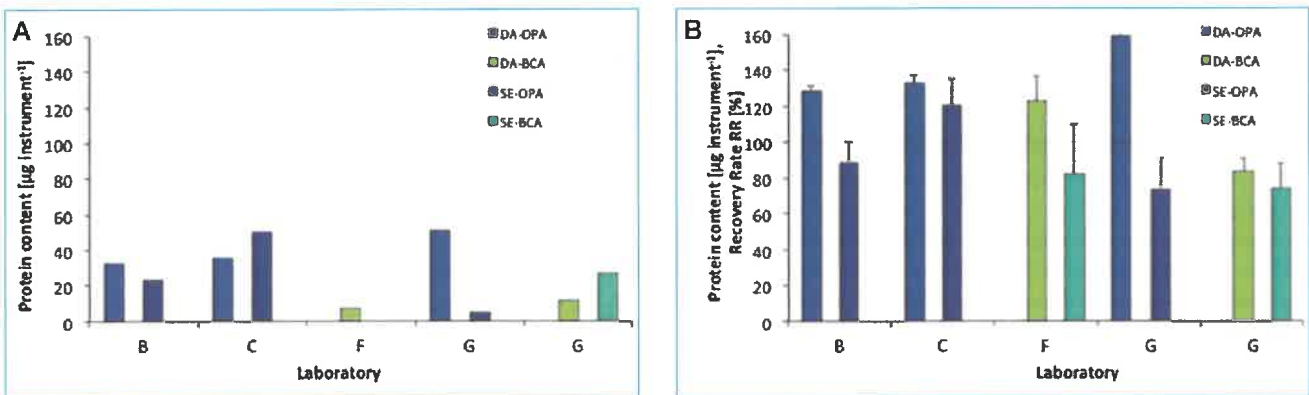 A
Protein content [µg instrument⁻¹]
160
140
120
100
80
60
40
20
0
DA-OPA
DA-BCA
SE-OPA
SE-BCA
B C F G G
Laboratory
B
Protein content [µg instrument⁻¹],
Recovery Rate RR [%]
160
140
120
100
80
60
40
20
0
DA-OPA
DA-BCA
SE-OPA
SE-BCA
B C F G G
Laboratory